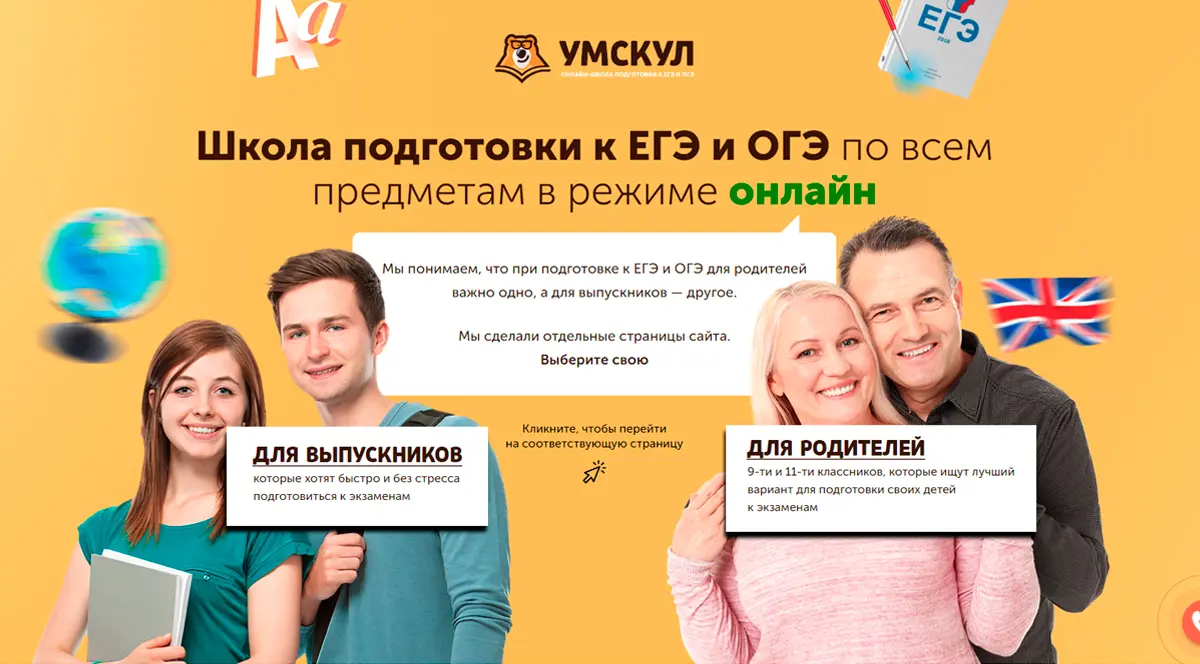 Aa
УМСКУЛ
ОНЛАЙН-ШКОЛА ПОДГОТОВКИ К ЕГЭ И ОГЭ
ЕГЭ
2019
Школа подготовки к ЕГЭ и ОГЭ по всем
предметам в режиме онлайн
Мы понимаем, что при подготовке к ЕГЭ и ОГЭ для родителей
важно одно, а для выпускников — другое.
Мы сделали отдельные страницы сайта.
Выберите свою
Кликните, чтобы перейти
на соответствующую страницу
ДЛЯ ВЫПУСКНИКОВ
которые хотят быстро и без стресса
подготовиться к экзаменам
ДЛЯ РОДИТЕЛЕЙ
9-ти и 11-ти классников, которые ищут лучший
вариант для подготовки своих детей
к экзаменам